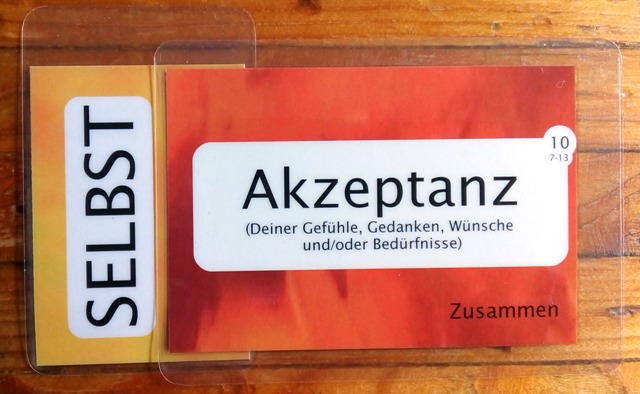 SELBST
Akzeptanz
10
7-13
(Deiner Gefühle, Gedanken, Wünsche
und/oder Bedürfnisse)
Zusammen